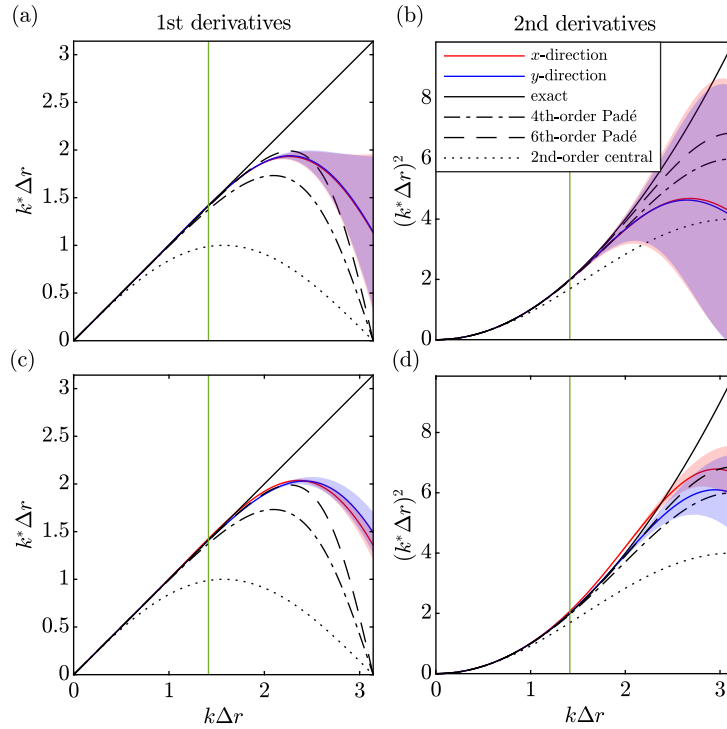 1st derivatives
2nd derivatives
(a)
(b)
3
2.5
2
1.5
1
0.5
0
k*Δr
8
6
4
2
0
(k*Δr)²
x-direction
y-direction
exact
4th-order Padé
6th-order Padé
2nd-order central
(c)
(d)
3
2.5
2
1.5
1
0.5
0
k*Δr
0
1
2
3
kΔr
8
6
4
2
0
(k*Δr)²
0
1
2
3
kΔr